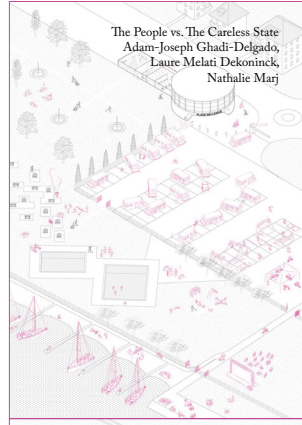 The People vs. The Careless State
Adam-Joseph Ghadi-Delgado,
Laure Melati Dekoninck,
Nathalie Marj